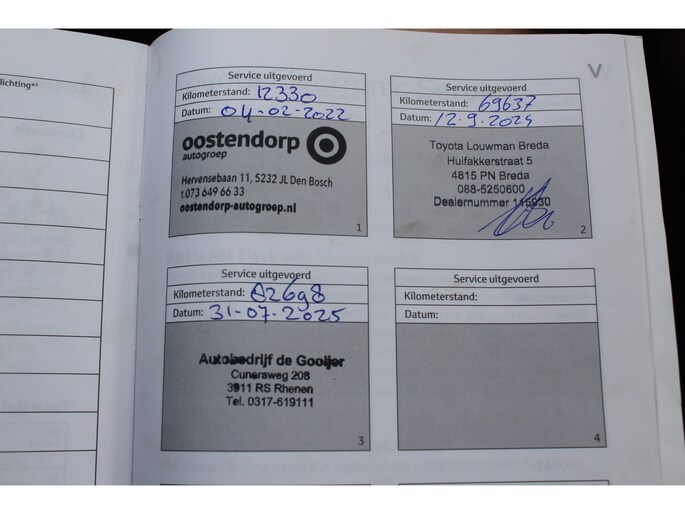 lichting*³
V
Service uitgevoerd
Kilometerstand: 12330
Datum: 04-02-2022
oostendorp
autogroep
Hervensebaan 11, 5232 JL Den Bosch
t 073 649 66 33
oostendorp-autogroep.nl
1
Service uitgevoerd
Kilometerstand: 69637
Datum: 12-9-2024
Toyota Louwman Breda
Huifakkerstraat 5
4815 PN Breda
088-5250600
Dealernummer 116930
2
Service uitgevoerd
Kilometerstand: 82698
Datum: 31-07-2025
Autobedrijf de Gooijer
Cuneraweg 208
3911 RS Rhenen
Tel. 0317-619111
3
Service uitgevoerd
Kilometerstand:
Datum:
4